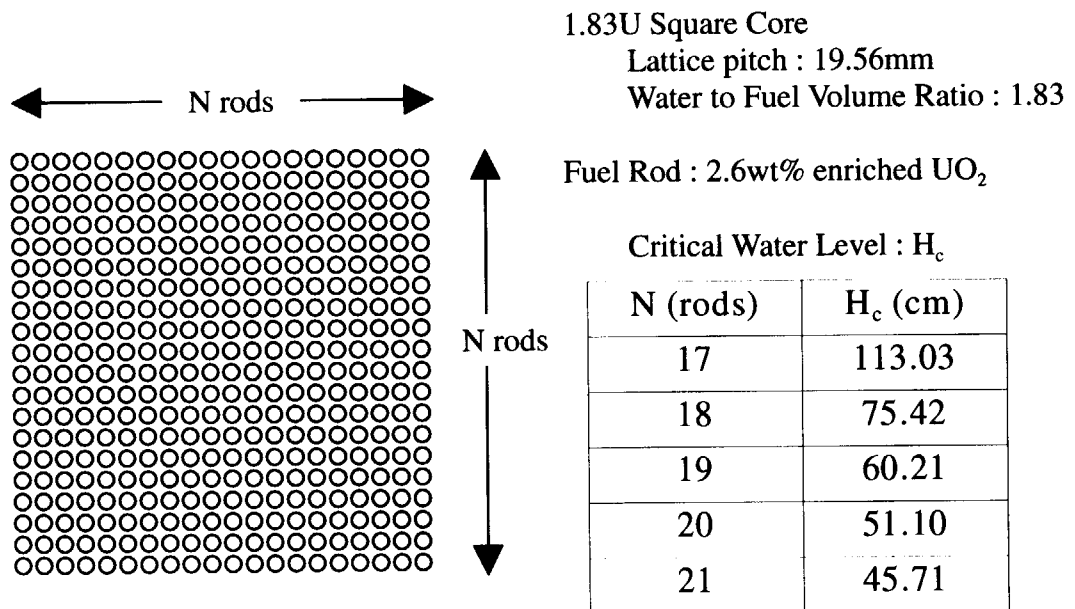 1.83U Square Core
Lattice pitch : 19.56mm
Water to Fuel Volume Ratio : 1.83
N rods
Fuel Rod : 2.6wt% enriched UO₂
N rods
Critical Water Level : H_c
N (rods) H_c (cm)
17 113.03
18 75.42
19 60.21
20 51.10
21 45.71